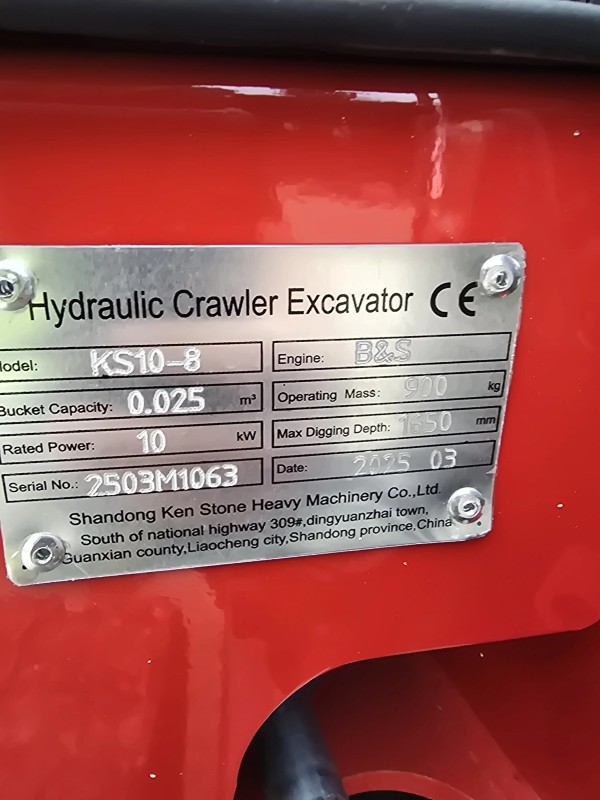 Hydraulic Crawler Excavator CE
Model: KS10-8
Engine: B&S
Bucket Capacity: 0.025 m³
Operating Mass: 900 kg
Rated Power: 10 kW
Max Digging Depth: 1650 mm
Serial No.: 2503M1063
Date: 2025 03
Shandong Ken Stone Heavy Machinery Co.,Ltd.
South of national highway 309#,dingyuanzhai town,
Guanxian county,Liaocheng city,Shandong province,China